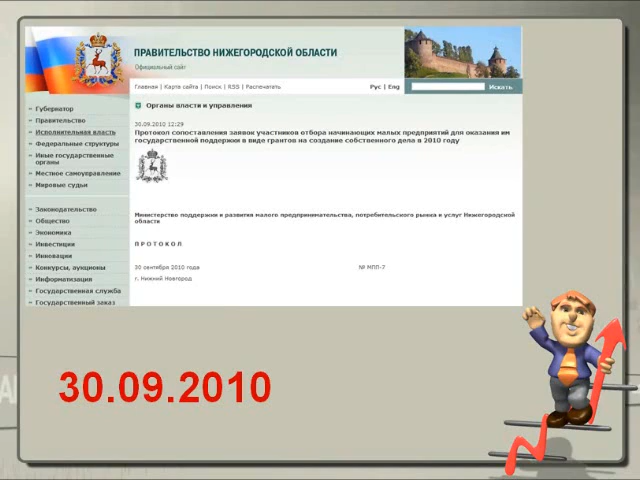 ПРАВИТЕЛЬСТВО НИЖЕГОРОДСКОЙ ОБЛАСТИ
Официальный сайт
Главная | Карта сайта | Поиск | RSS | Распечатать
Рус | Eng
Искать
Губернатор
Правительство
Исполнительная власть
Федеральные структуры
Иные государственные
органы
Местное самоуправление
Мировые судьи
Законодательство
Общество
Экономика
Инвестиции
Инновации
Конкурсы, аукционы
Информатизация
Государственная служба
Государственный заказ
Органы власти и управления
30.09.2010 12:29
Протокол сопоставления заявок участников отбора начинающих малых предприятий для оказания им
государственной поддержки в виде грантов на создание собственного дела в 2010 году
Министерство поддержки и развития малого предпринимательства, потребительского рынка и услуг Нижегородской
области
П Р О Т О К О Л
30 сентября 2010 года
№ МПП-7
г. Нижний Новгород
30.09.2010